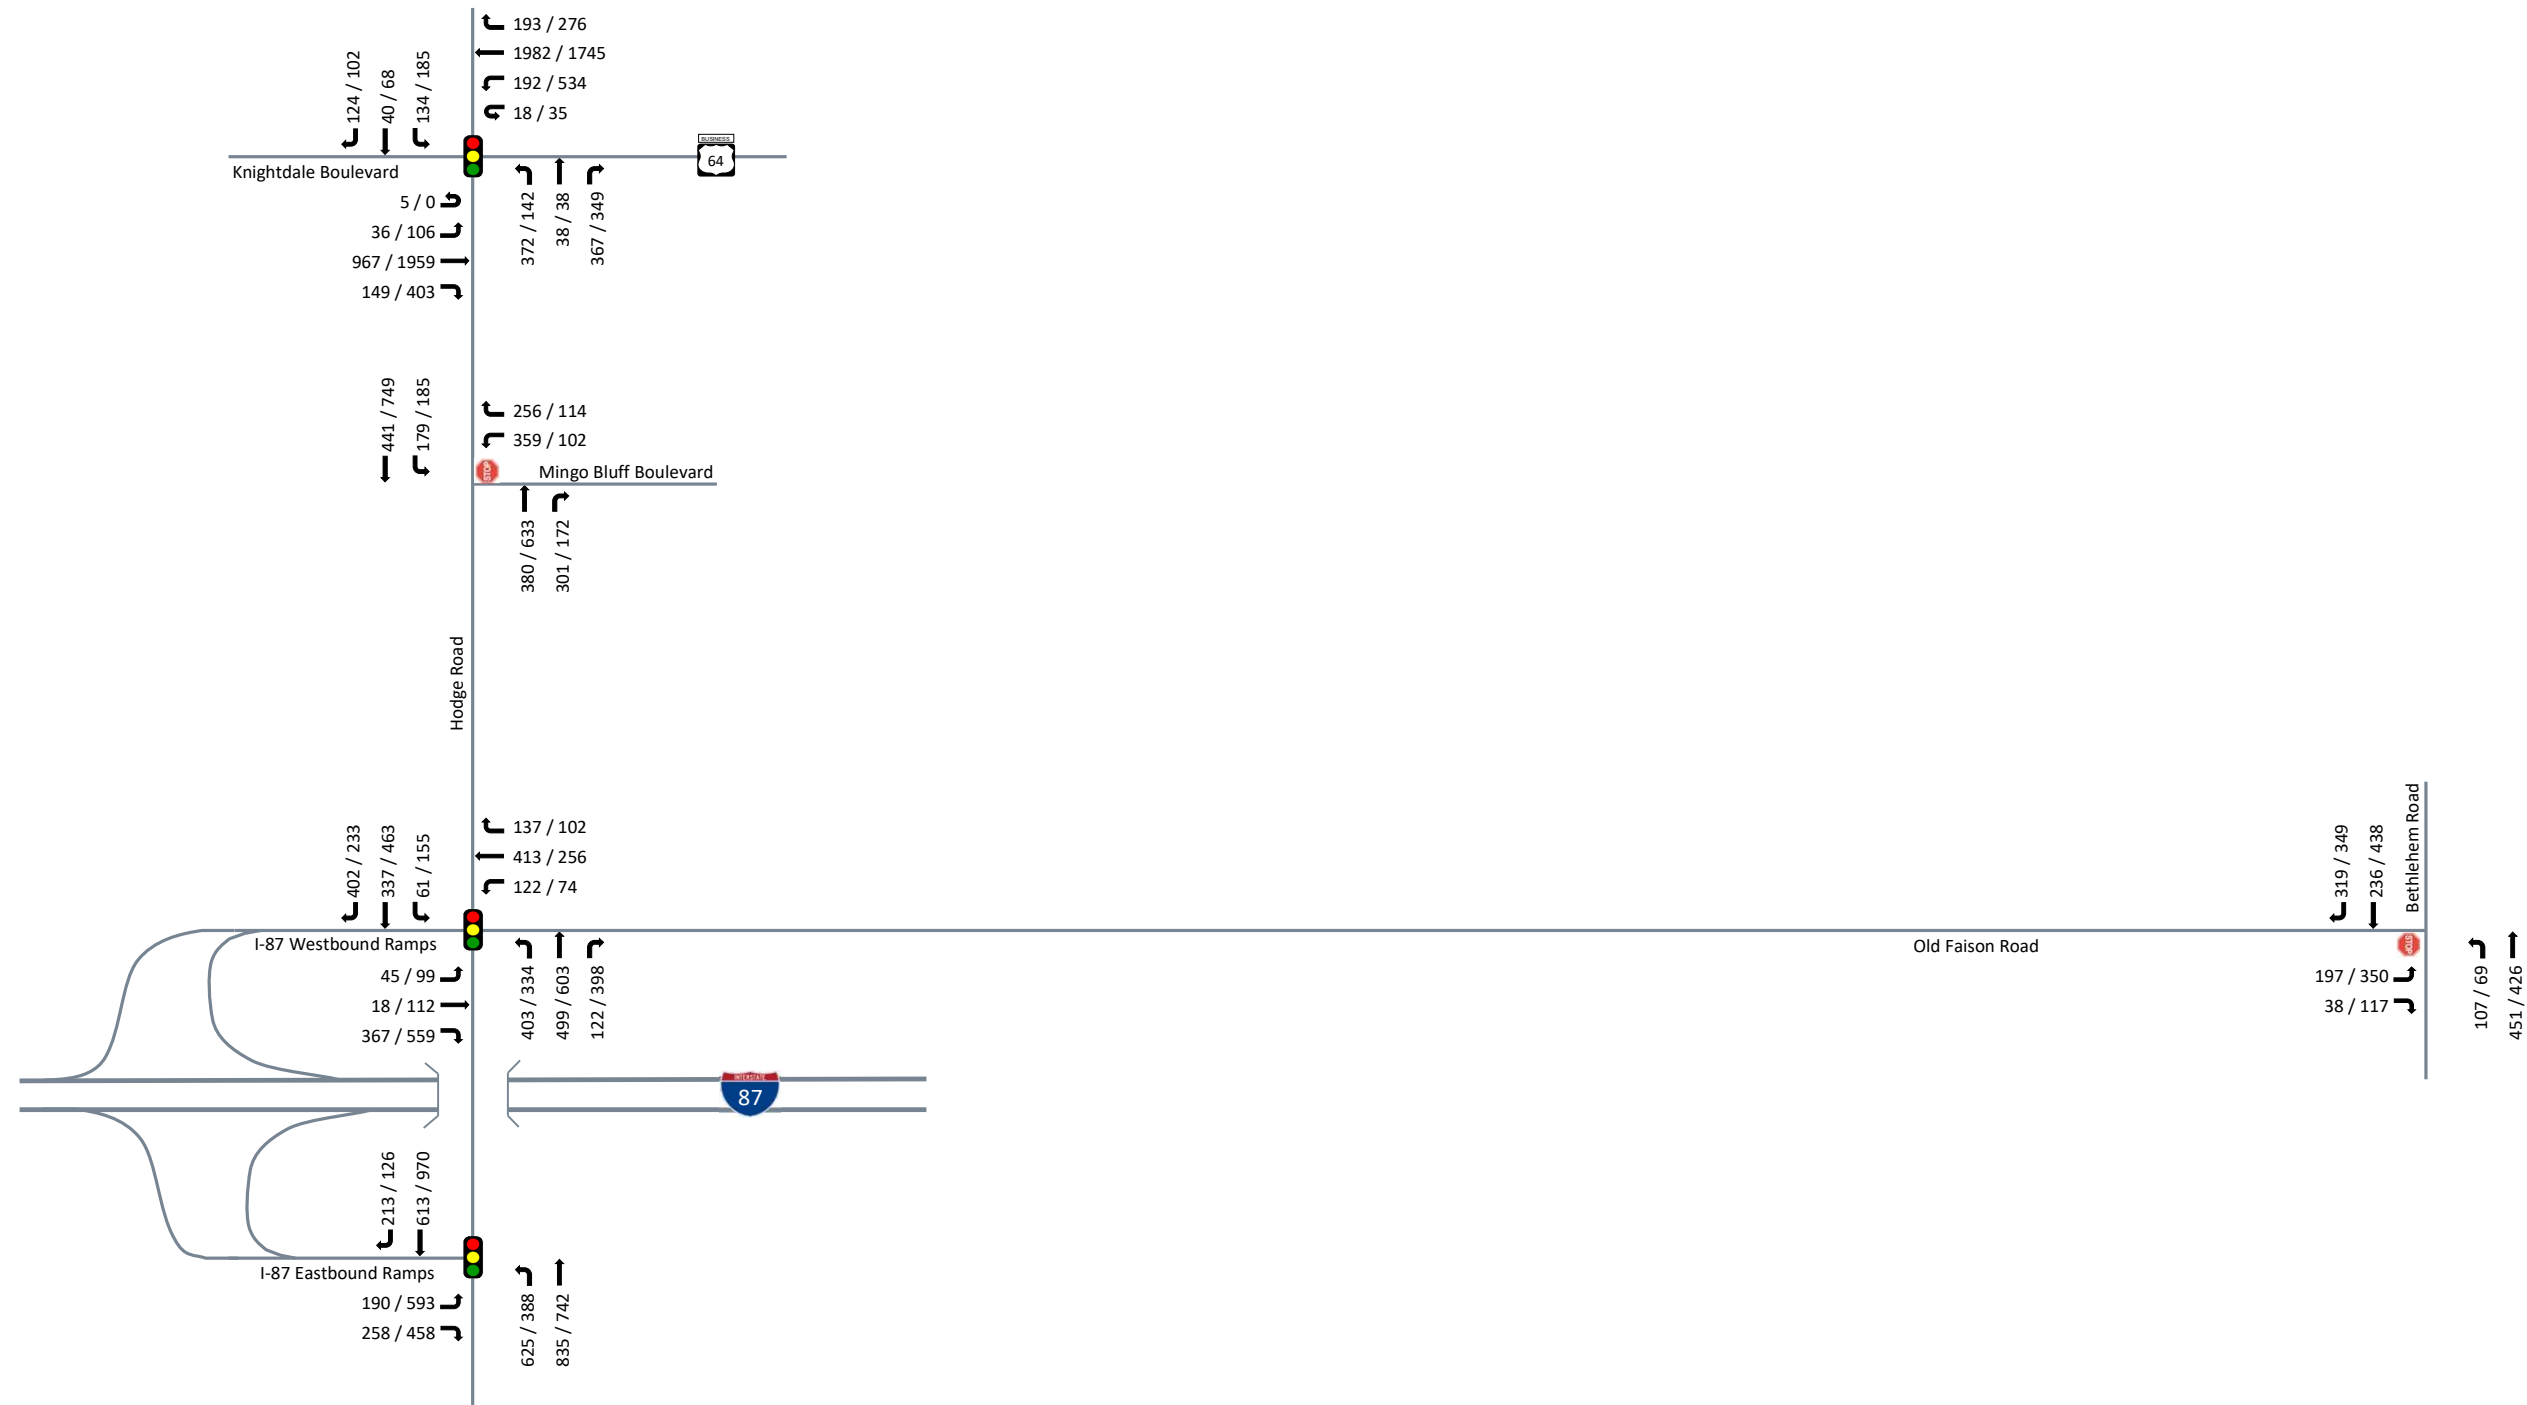 193 / 276
1982 / 1745
192 / 534
18 / 35
124 / 102
40 / 68
134 / 185
BUSINESS
64
Knightdale Boulevard
5 / 0
36 / 106
967 / 1959
149 / 403
372 / 142
38 / 38
367 / 349
441 / 749
179 / 185
256 / 114
359 / 102
STOP
Mingo Bluff Boulevard
380 / 633
301 / 172
Hodge Road
137 / 102
413 / 256
122 / 74
402 / 233
337 / 463
61 / 155
I-87 Westbound Ramps
45 / 99
18 / 112
367 / 559
403 / 334
499 / 603
122 / 398
Old Faison Road
319 / 349
236 / 438
Bethlehem Road
STOP
197 / 350
38 / 117
107 / 69
451 / 426
INTERSTATE
87
213 / 126
613 / 970
I-87 Eastbound Ramps
190 / 593
258 / 458
625 / 388
835 / 742